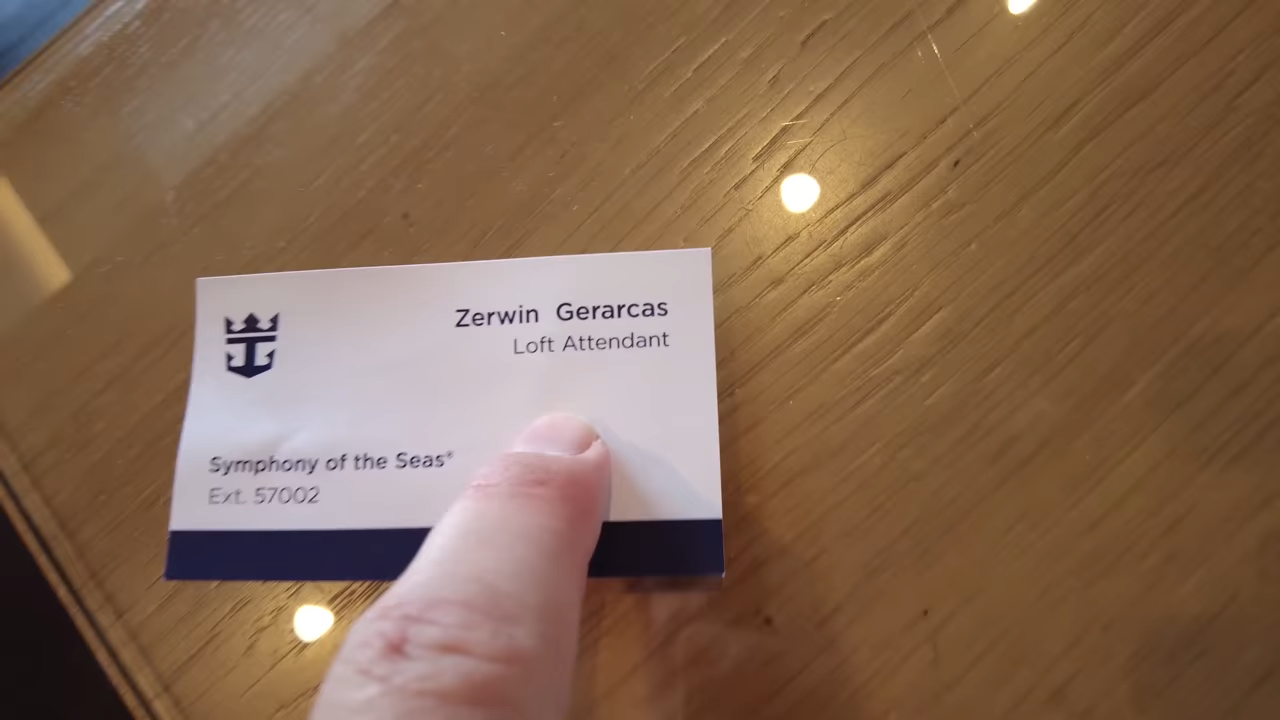 Zerwin Gerarcas
Loft Attendant
Symphony of the Seas®
Ext. 57002